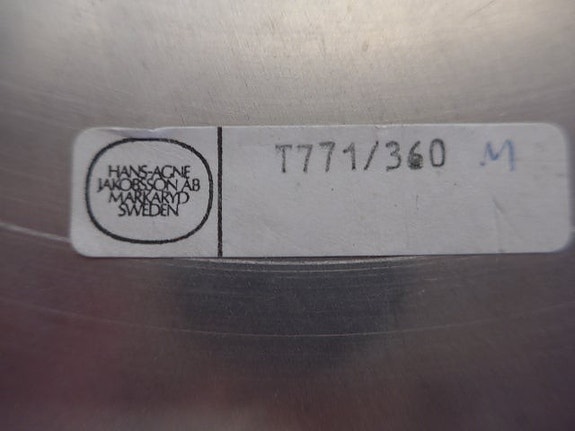 HANS-AGNE
JAKOBSSON AB
MARKARYD
SWEDEN
T771/360 M